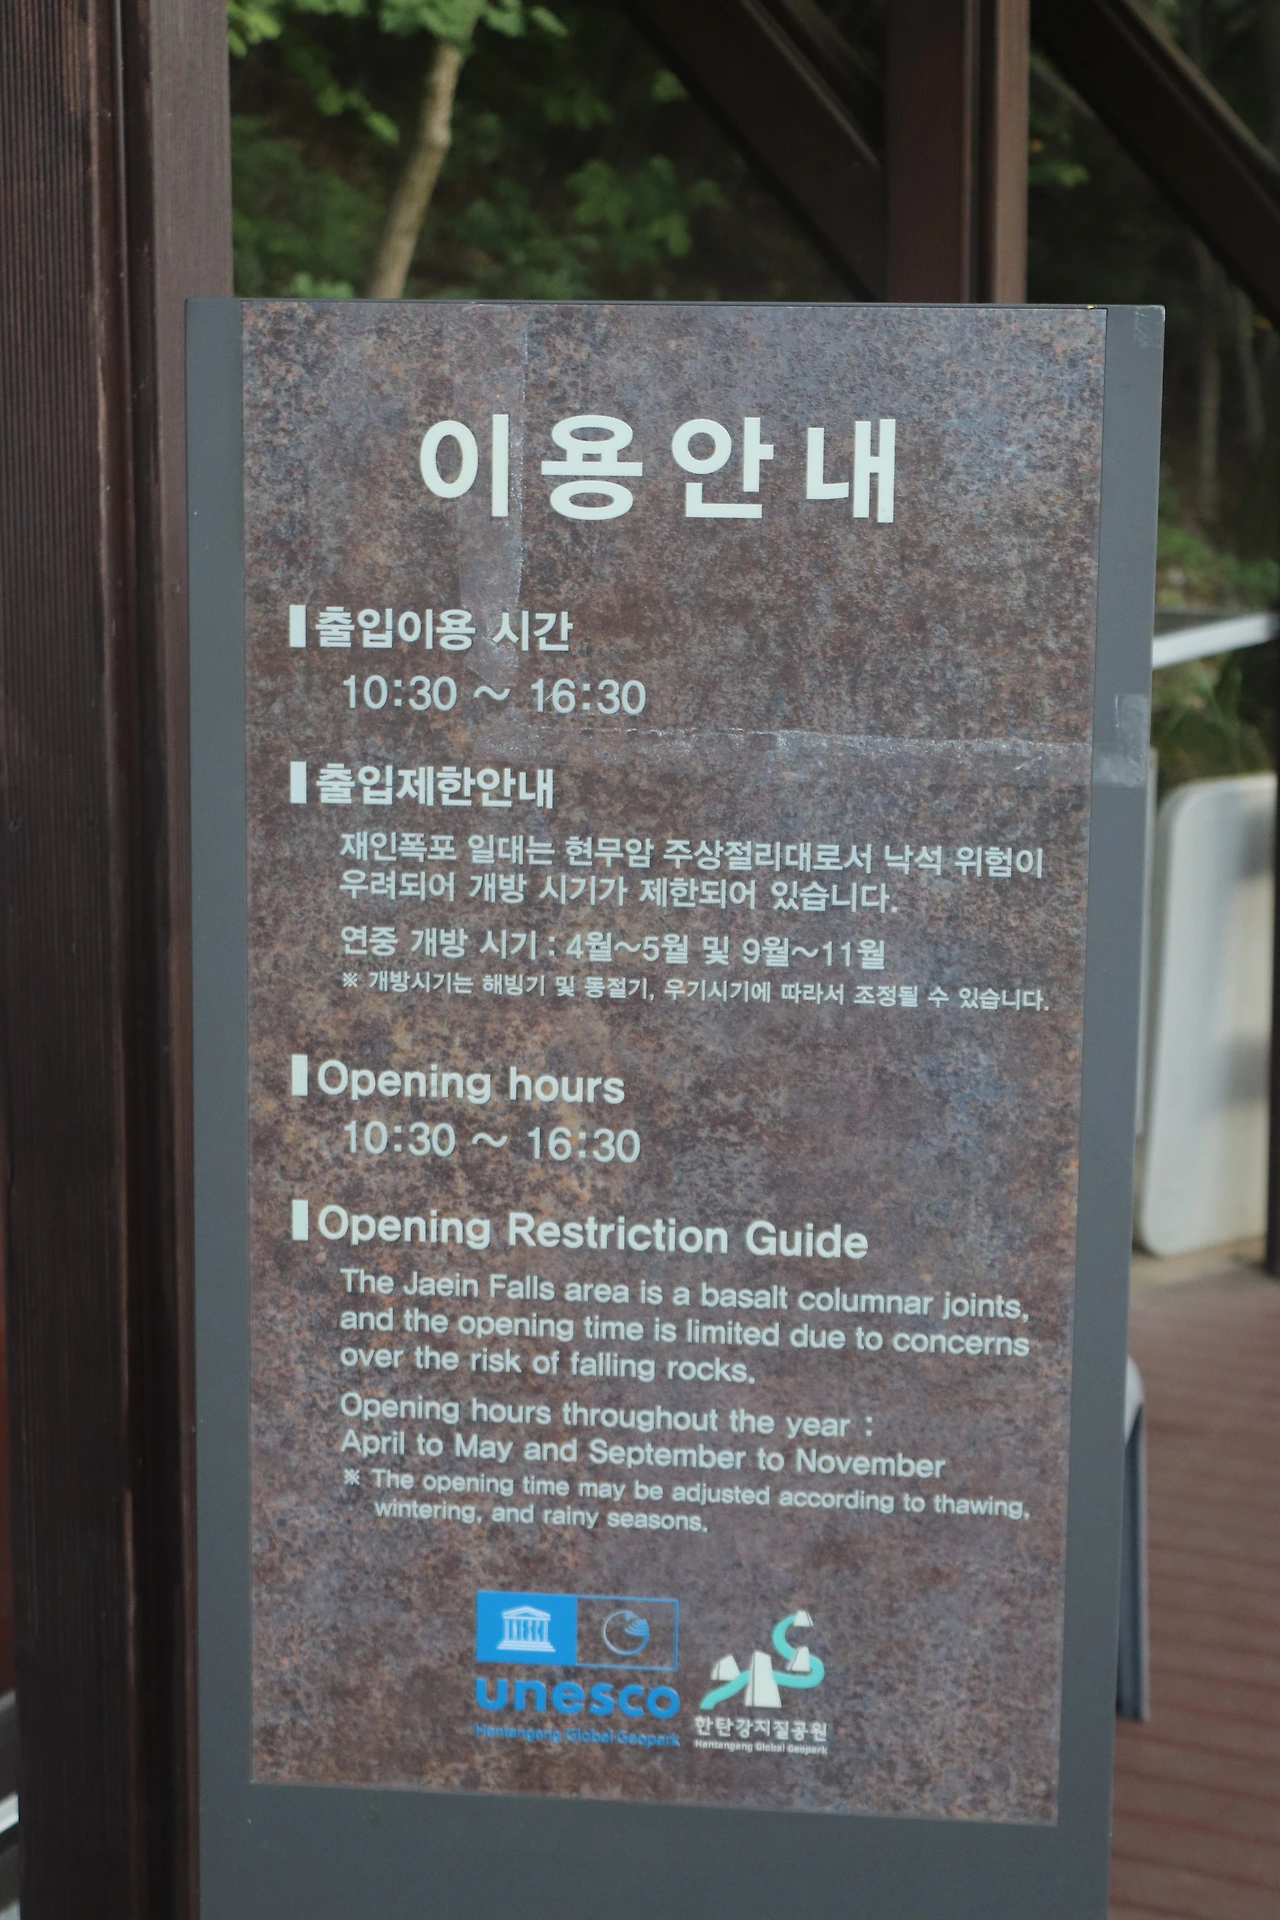 이용안내
출입이용 시간
10:30 ~ 16:30
출입제한안내
재인폭포 일대는 현무암 주상절리대로서 낙석 위험이
우려되어 개방 시기가 제한되어 있습니다.
연중 개방 시기 : 4월~5월 및 9월~11월
※ 개방시기는 해빙기 및 동절기, 우기시기에 따라서 조정될 수 있습니다.
Opening hours
10:30 ~ 16:30
Opening Restriction Guide
The Jaein Falls area is a basalt columnar joints,
and the opening time is limited due to concerns
over the risk of falling rocks.
Opening hours throughout the year :
April to May and September to November
※ The opening time may be adjusted according to thawing,
wintering, and rainy seasons.
unesco
Hantangang Global Geopark
한탄강지질공원
Hantangang Global Geopark